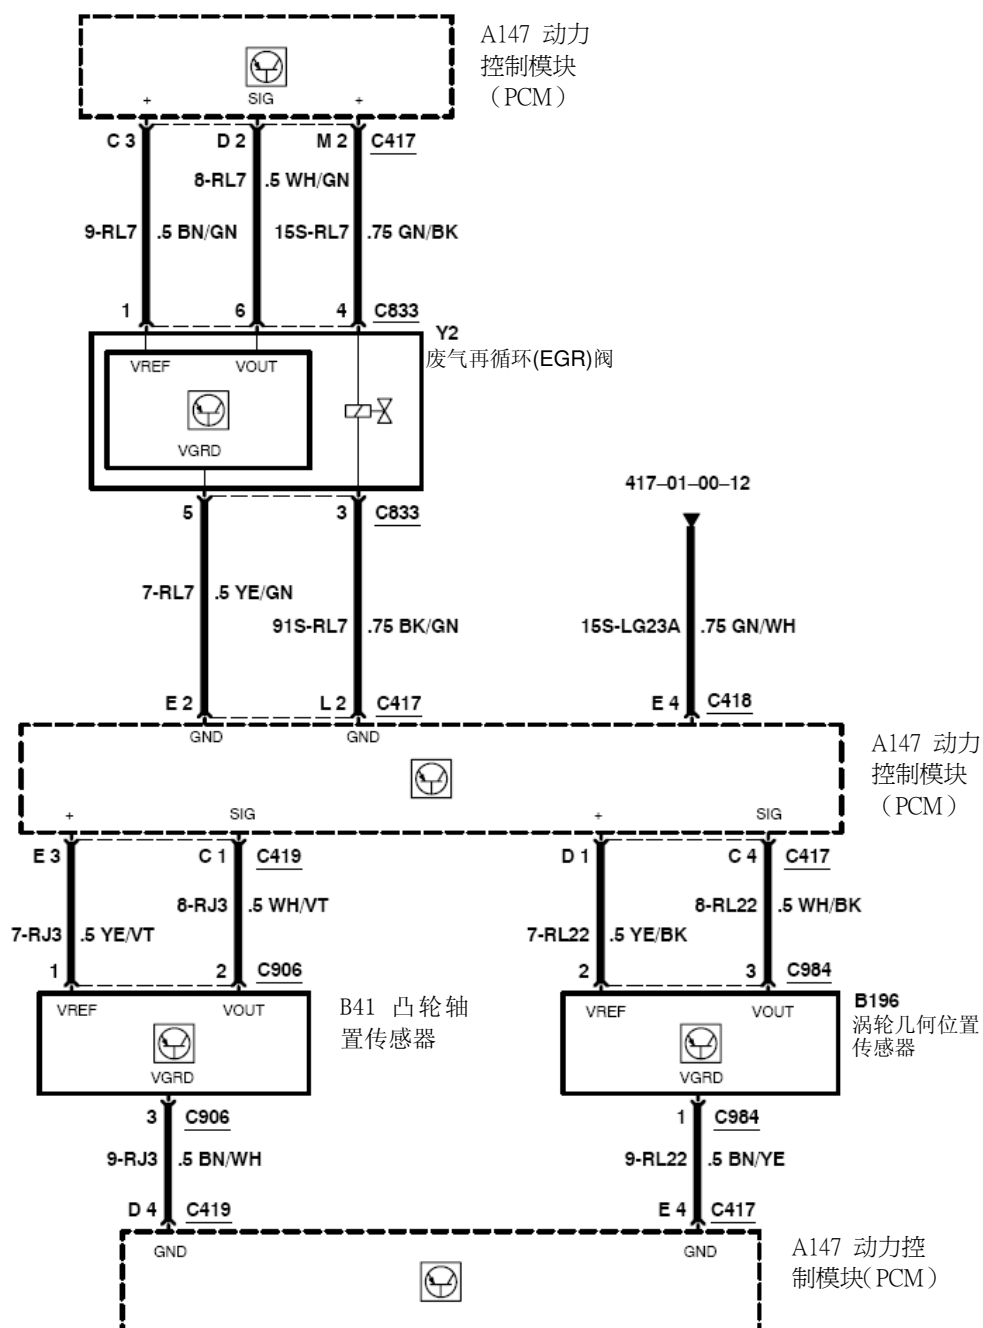 A147 动力
控制模块
（PCM）
+ SIG +
C 3 D 2 M 2 C417
8-RL7 .5 WH/GN
9-RL7 .5 BN/GN 15S-RL7 .75 GN/BK
1 6 4 C833
Y2
废气再循环(EGR)阀
VREF VOUT
VGRD
417–01–00–12
5 3 C833
7-RL7 .5 YE/GN
91S-RL7 .75 BK/GN 15S-LG23A .75 GN/WH
E 2 L 2 C417 E 4 C418
GND GND
A147 动力
控制模块
（PCM）
+ SIG + SIG
E 3 C 1 C419 D 1 C 4 C417
8-RJ3 .5 WH/VT 8-RL22 .5 WH/BK
7-RJ3 .5 YE/VT 7-RL22 .5 YE/BK
1 2 C906 2 3 C984
VREF VOUT
VGRD
B41 凸轮轴
置传感器
VREF VOUT
VGRD
B196
涡轮几何位置
传感器
3 C906 1 C984
9-RJ3 .5 BN/WH 9-RL22 .5 BN/YE
D 4 C419 E 4 C417
GND GND
A147 动力控
制模块(PCM)